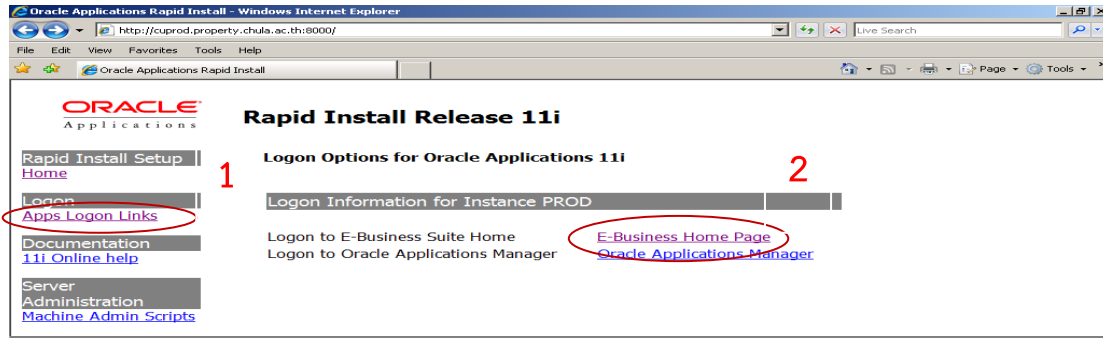 Oracle Applications Rapid Install - Windows Internet Explorer
http://cuprod.property.chula.ac.th:8000/
Live Search
File Edit View Favorites Tools Help
Oracle Applications Rapid Install
Page Tools
ORACLE
Applications
Rapid Install Release 11i
Rapid Install Setup
Home
Logon
Apps Logon Links
Documentation
11i Online help
Server
Administration
Machine Admin Scripts
1
Logon Options for Oracle Applications 11i
2
Logon Information for Instance PROD
Logon to E-Business Suite Home E-Business Home Page
Logon to Oracle Applications Manager Oracle Applications Manager